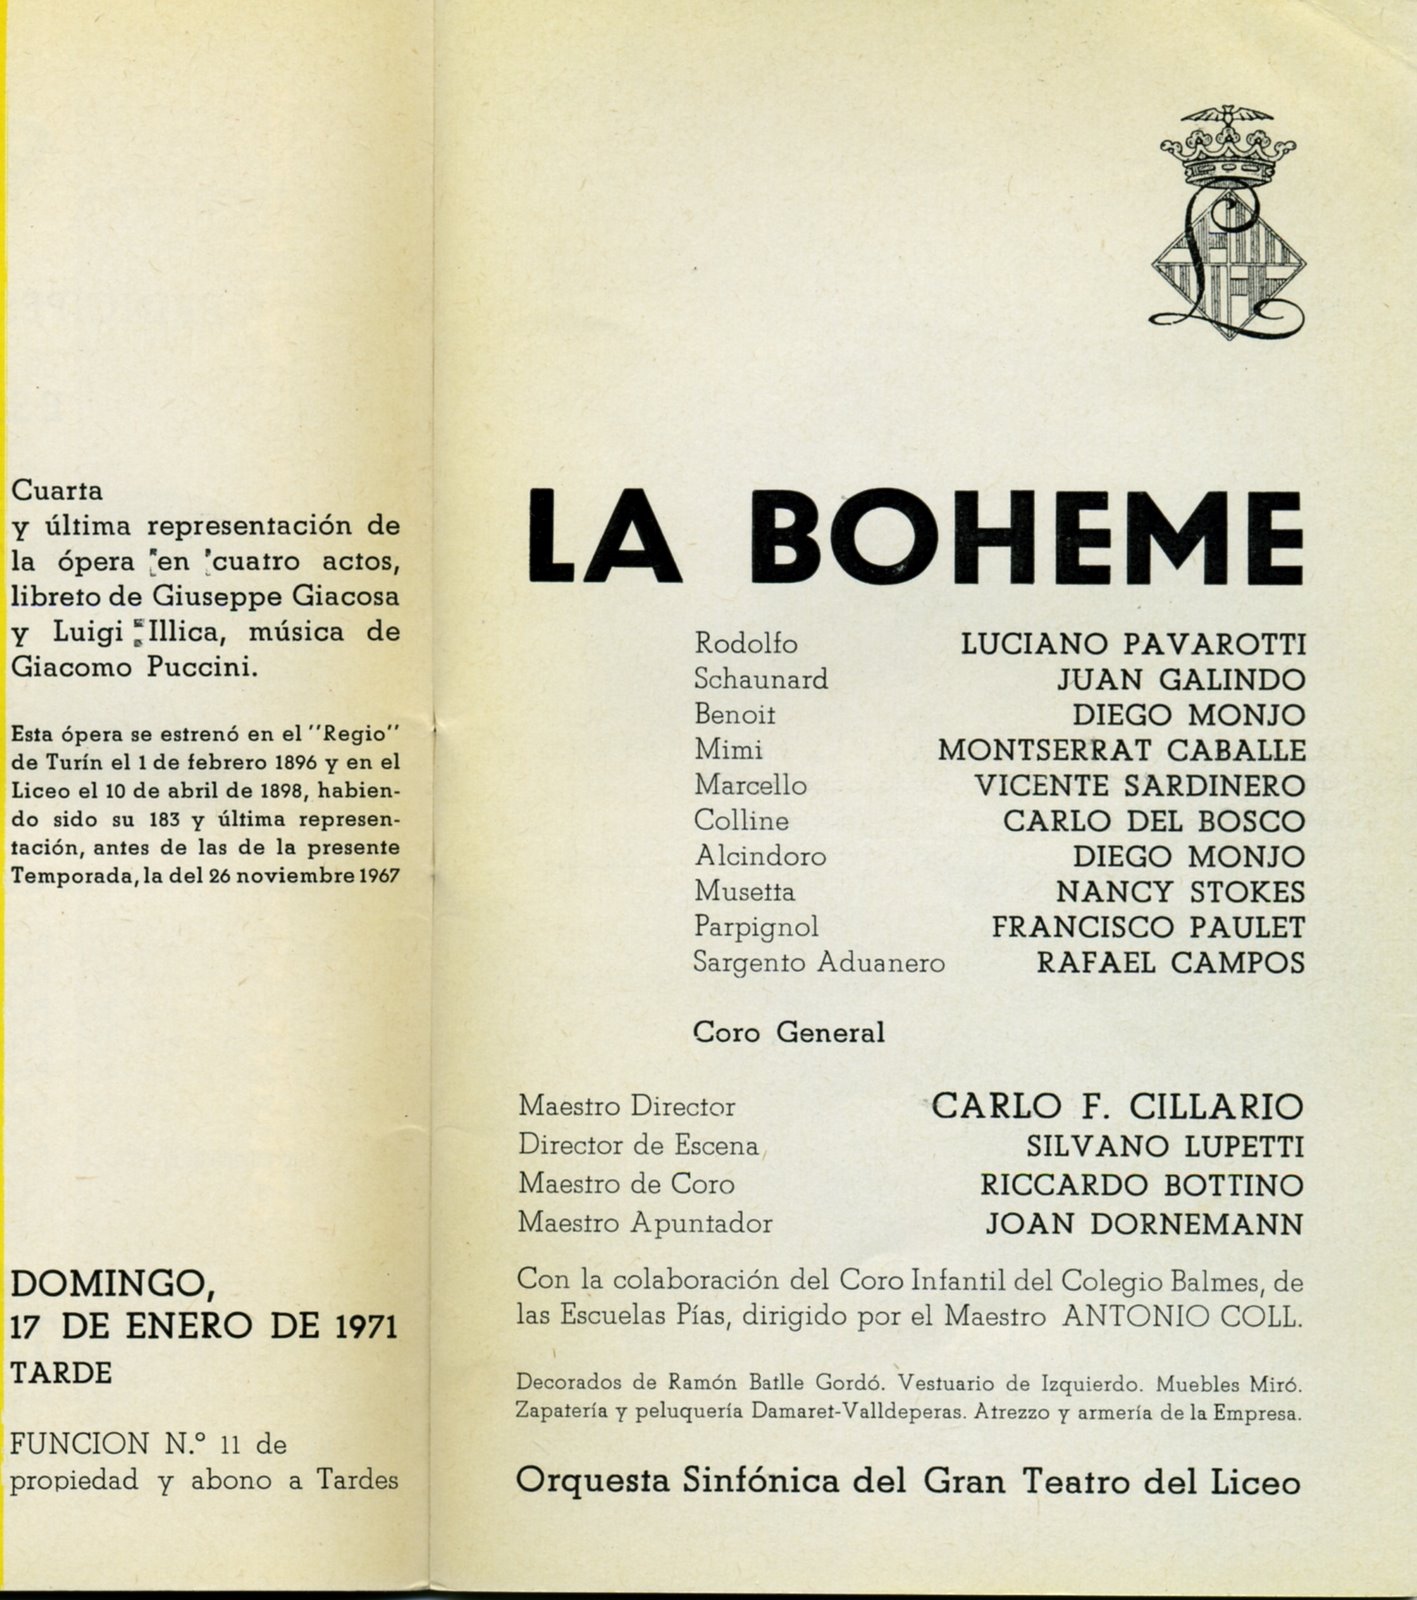 Cuarta
y última representación de
la ópera en cuatro actos,
libreto de Giuseppe Giacosa
y Luigi Illica, música de
Giacomo Puccini.
Esta ópera se estrenó en el "Regio"
de Turín el 1 de febrero 1896 y en el
Liceo el 10 de abril de 1898, habien-
do sido su 183 y última represen-
tación, antes de las de la presente
Temporada, la del 26 noviembre 1967
DOMINGO,
17 DE ENERO DE 1971
TARDE
FUNCION N.º 11 de
propiedad y abono a Tardes
L
LA BOHEME
Rodolfo LUCIANO PAVAROTTI
Schaunard JUAN GALINDO
Benoit DIEGO MONJO
Mimi MONTSERRAT CABALLE
Marcello VICENTE SARDINERO
Colline CARLO DEL BOSCO
Alcindoro DIEGO MONJO
Musetta NANCY STOKES
Parpignol FRANCISCO PAULET
Sargento Aduanero RAFAEL CAMPOS
Coro General
Maestro Director CARLO F. CILLARIO
Director de Escena SILVANO LUPETTI
Maestro de Coro RICCARDO BOTTINO
Maestro Apuntador JOAN DORNEMANN
Con la colaboración del Coro Infantil del Colegio Balmes, de
las Escuelas Pías, dirigido por el Maestro ANTONIO COLL.
Decorados de Ramón Batlle Gordó. Vestuario de Izquierdo. Muebles Miró.
Zapatería y peluquería Damaret-Valldeperas. Atrezzo y armería de la Empresa.
Orquesta Sinfónica del Gran Teatro del Liceo